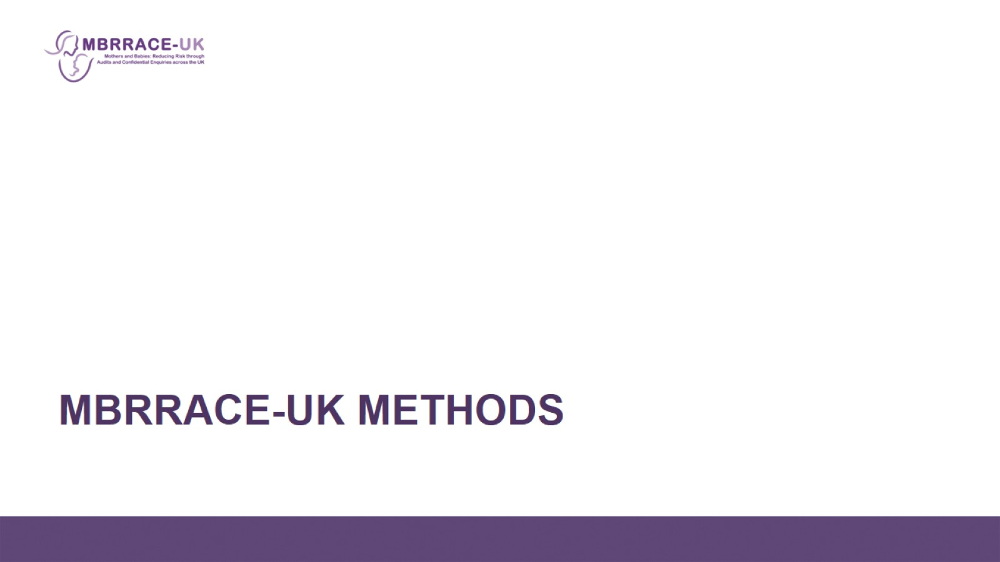 MBRRACE-UK
Mothers and Babies: Reducing Risk through
Audits and Confidential Enquiries across the UK
MBRRACE-UK METHODS